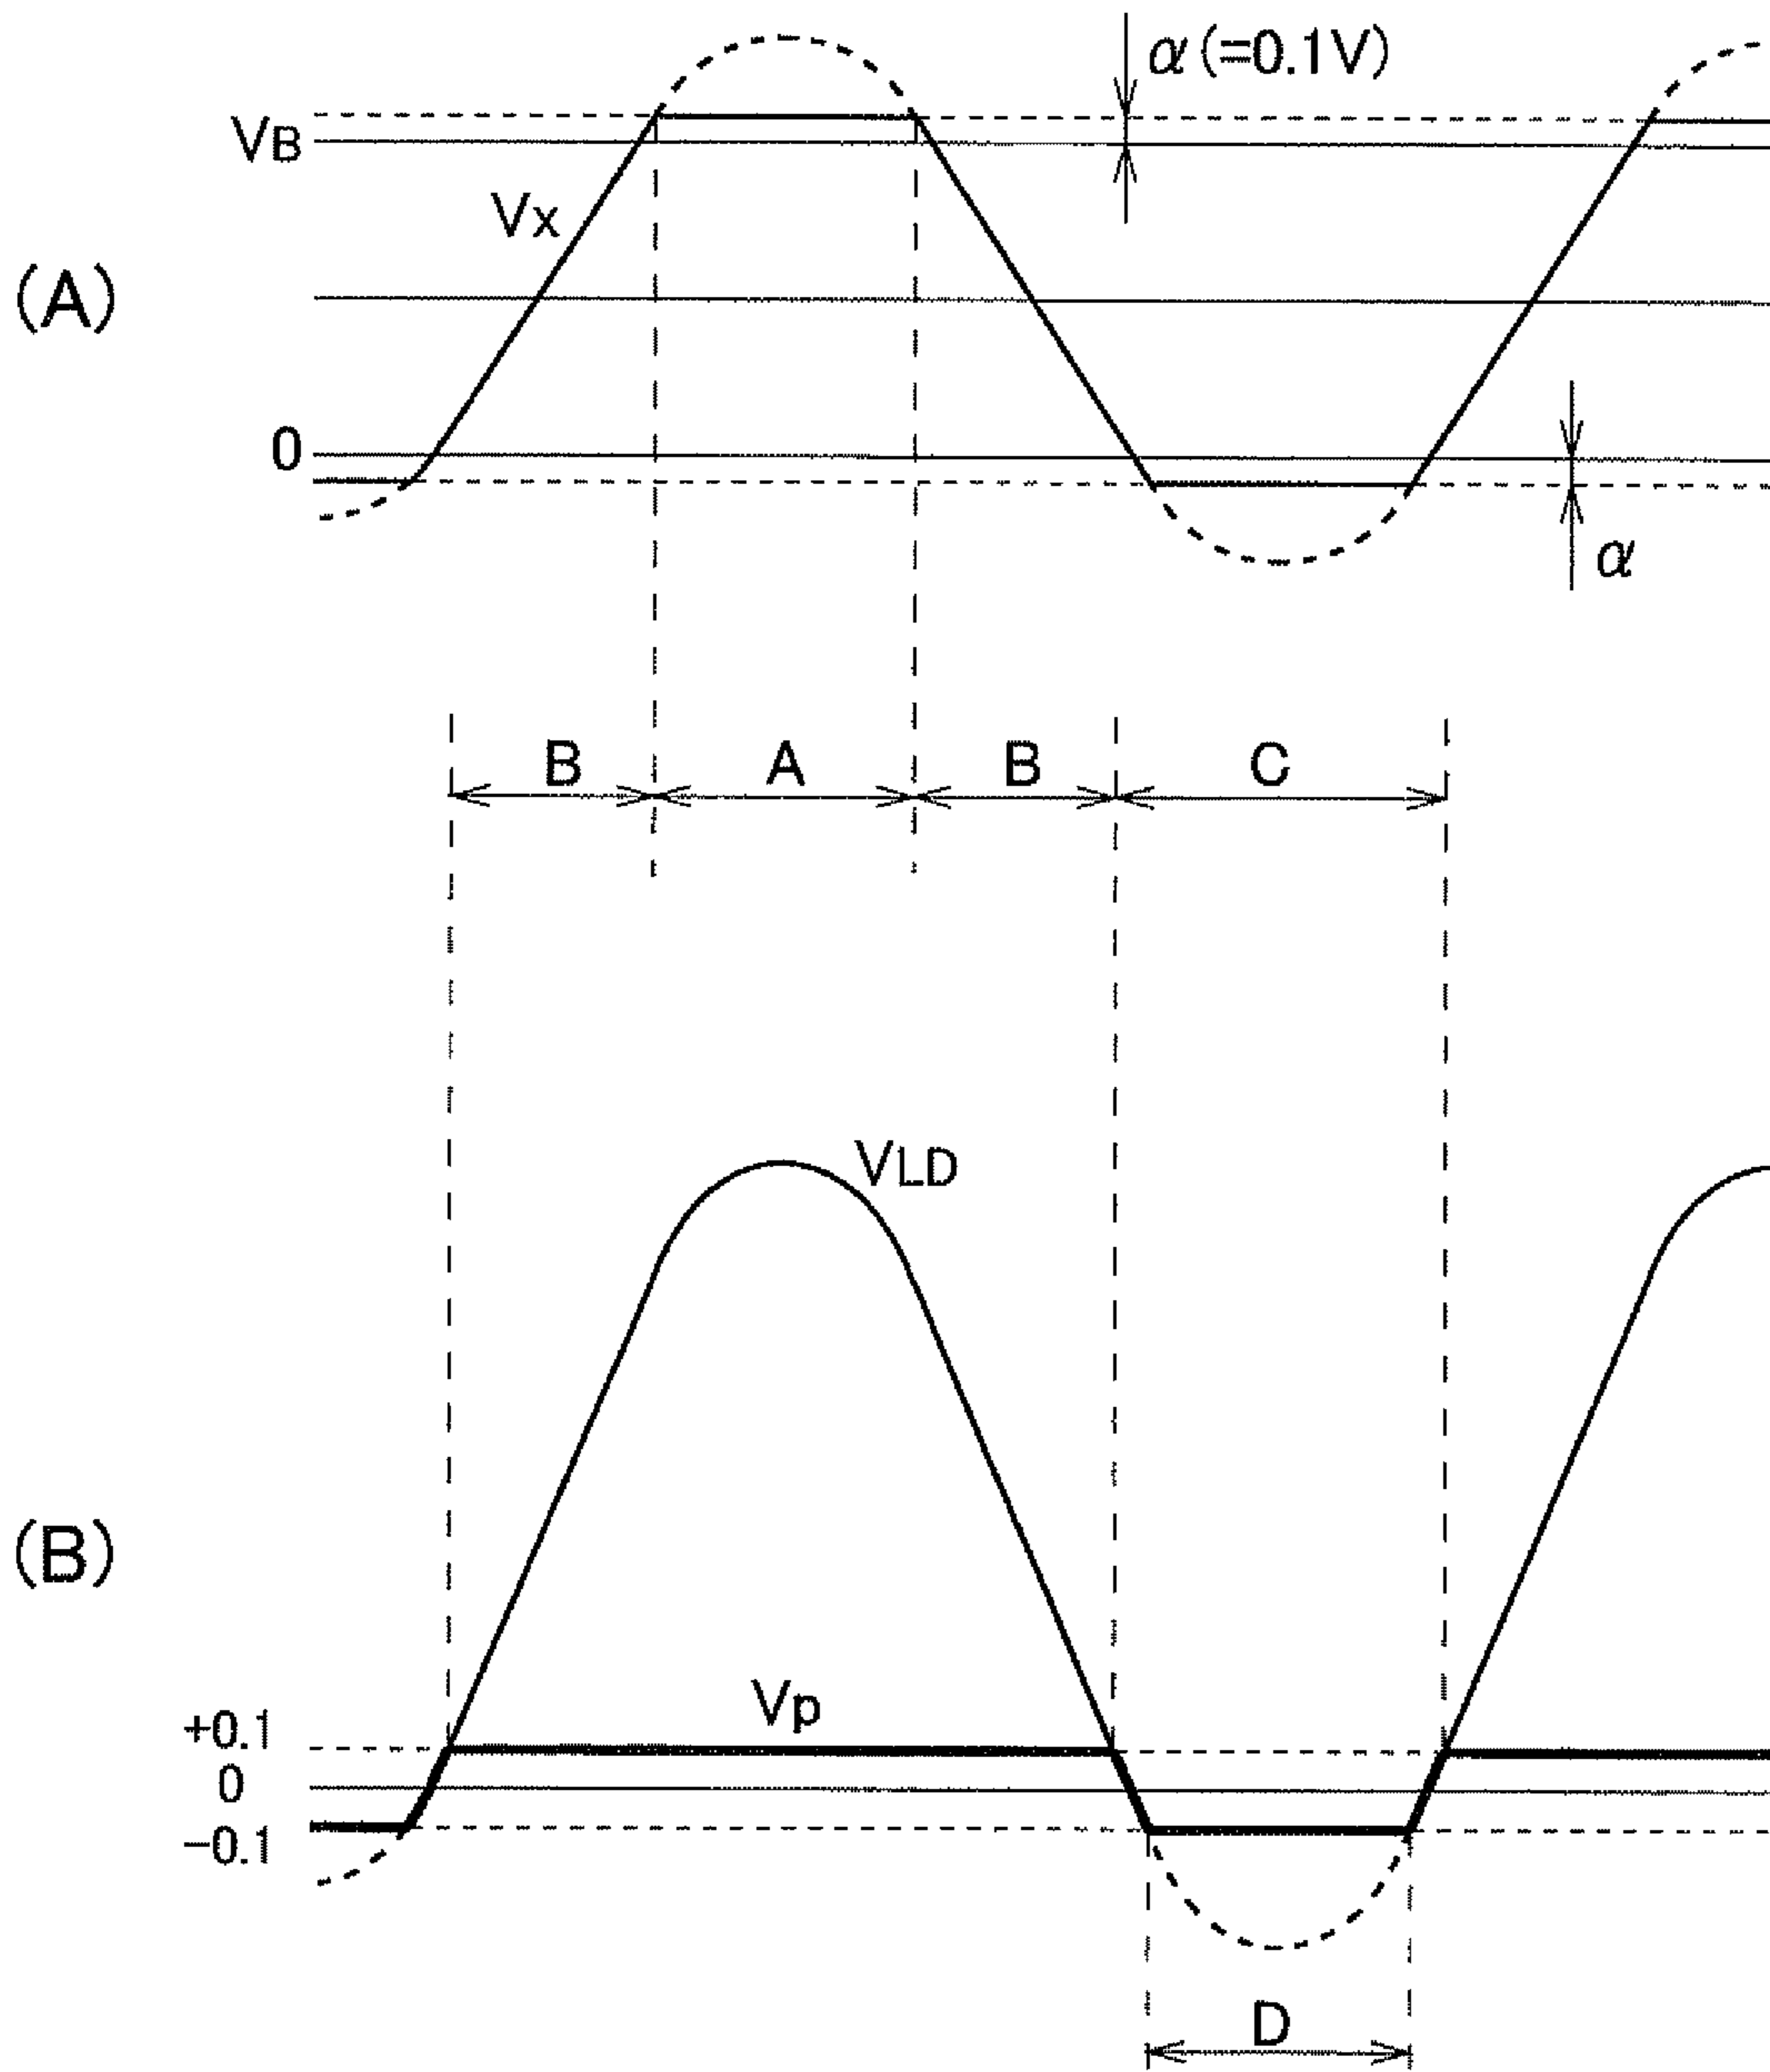 α(=0.1V)
VB
Vx
(A)
0
α
B A B C
VLD
(B)
Vp
+0.1
0
−0.1
D